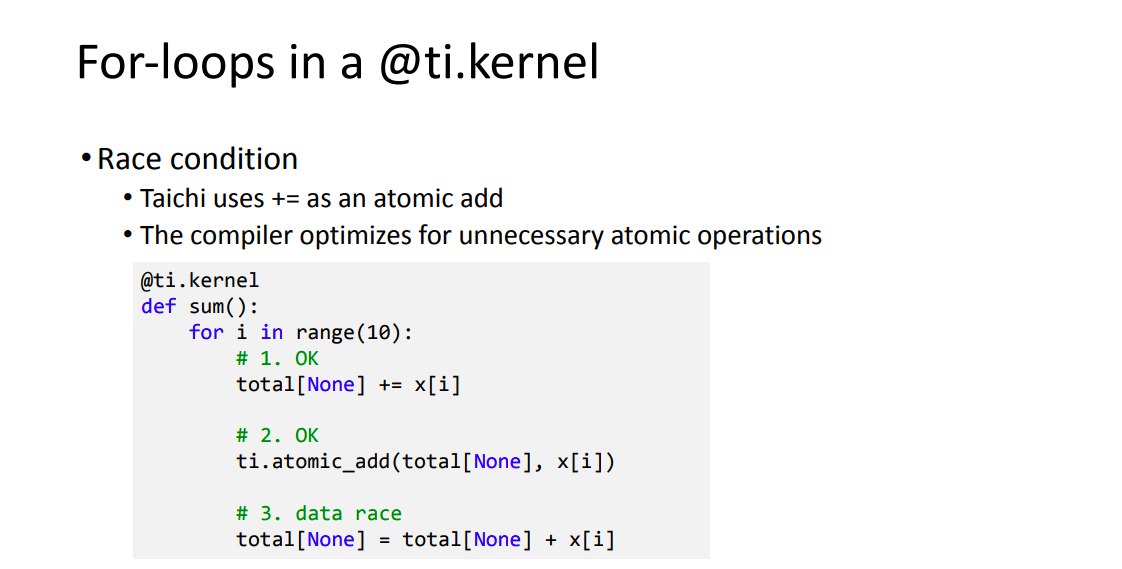 For-loops in a @ti.kernel
• Race condition
• Taichi uses += as an atomic add
• The compiler optimizes for unnecessary atomic operations
@ti.kernel
def sum():
    for i in range(10):
        # 1. OK
        total[None] += x[i]
        # 2. OK
        ti.atomic_add(total[None], x[i])
        # 3. data race
        total[None] = total[None] + x[i]